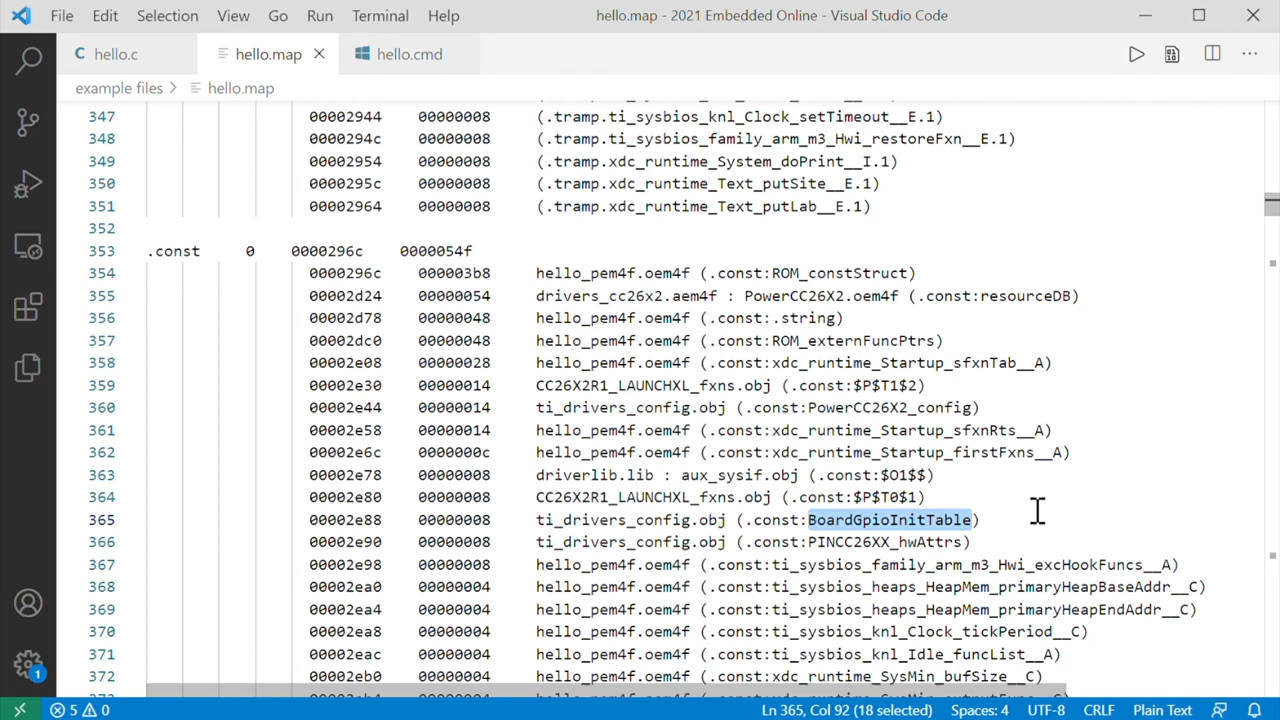 File Edit Selection View Go Run Terminal Help hello.map - 2021 Embedded Online - Visual Studio Code
C hello.c hello.map hello.cmd
example files > hello.map
347 00002944 00000008 (.tramp.ti_sysbios_knl_Clock_setTimeout__E.1)
348 0000294c 00000008 (.tramp.ti_sysbios_family_arm_m3_Hwi_restoreFxn__E.1)
349 00002954 00000008 (.tramp.xdc_runtime_System_doPrint__I.1)
350 0000295c 00000008 (.tramp.xdc_runtime_Text_putSite__E.1)
351 00002964 00000008 (.tramp.xdc_runtime_Text_putLab__E.1)
352
353 .const 0 0000296c 0000054f
354 0000296c 000003b8 hello_pem4f.oem4f (.const:ROM_constStruct)
355 00002d24 00000054 drivers_cc26x2.aem4f : PowerCC26X2.oem4f (.const:resourceDB)
356 00002d78 00000048 hello_pem4f.oem4f (.const:.string)
357 00002dc0 00000048 hello_pem4f.oem4f (.const:ROM_externFuncPtrs)
358 00002e08 00000028 hello_pem4f.oem4f (.const:xdc_runtime_Startup_sfxnTab__A)
359 00002e30 00000014 CC26X2R1_LAUNCHXL_fxns.obj (.const:$P$T1$2)
360 00002e44 00000014 ti_drivers_config.obj (.const:PowerCC26X2_config)
361 00002e58 00000014 hello_pem4f.oem4f (.const:xdc_runtime_Startup_sfxnRts__A)
362 00002e6c 0000000c hello_pem4f.oem4f (.const:xdc_runtime_Startup_firstFxns__A)
363 00002e78 00000008 driverlib.lib : aux_sysif.obj (.const:$O1$$)
364 00002e80 00000008 CC26X2R1_LAUNCHXL_fxns.obj (.const:$P$T0$1)
365 00002e88 00000008 ti_drivers_config.obj (.const:BoardGpioInitTable)
366 00002e90 00000008 ti_drivers_config.obj (.const:PINCC26XX_hwAttrs)
367 00002e98 00000008 hello_pem4f.oem4f (.const:ti_sysbios_family_arm_m3_Hwi_excHookFuncs__A)
368 00002ea0 00000004 hello_pem4f.oem4f (.const:ti_sysbios_heaps_HeapMem_primaryHeapBaseAddr__C)
369 00002ea4 00000004 hello_pem4f.oem4f (.const:ti_sysbios_heaps_HeapMem_primaryHeapEndAddr__C)
370 00002ea8 00000004 hello_pem4f.oem4f (.const:ti_sysbios_knl_Clock_tickPeriod__C)
371 00002eac 00000004 hello_pem4f.oem4f (.const:ti_sysbios_knl_Idle_funcList__A)
372 00002eb0 00000004 hello_pem4f.oem4f (.const:xdc_runtime_SysMin_bufSize__C)
1
5 0 Ln 365, Col 92 (18 selected) Spaces: 4 UTF-8 CRLF Plain Text